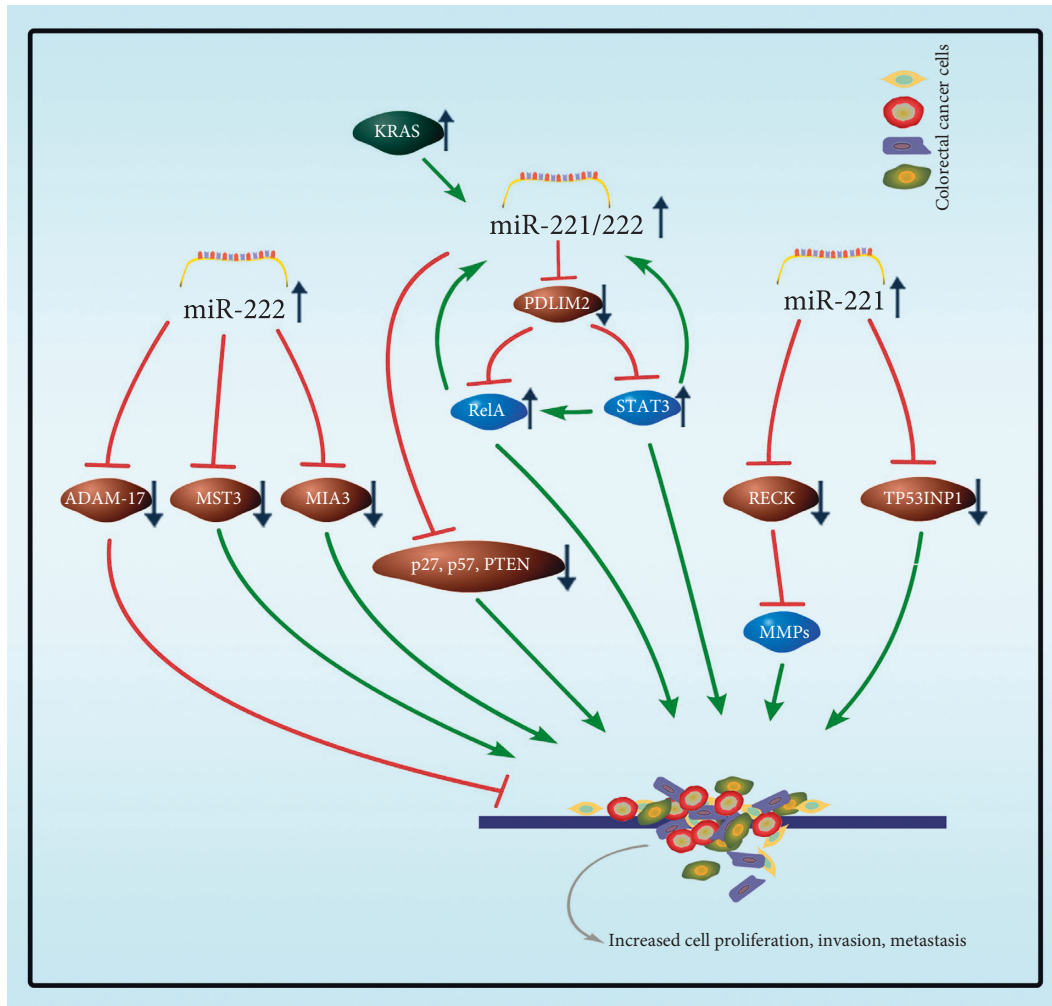 KRAS
Colorectal cancer cells
miR-221/222
miR-222
PDLIM2
miR-221
RelA
STAT3
ADAM-17
MST3
MIA3
RECK
TP53INP1
p27, p57, PTEN
MMPs
Increased cell proliferation, invasion, metastasis